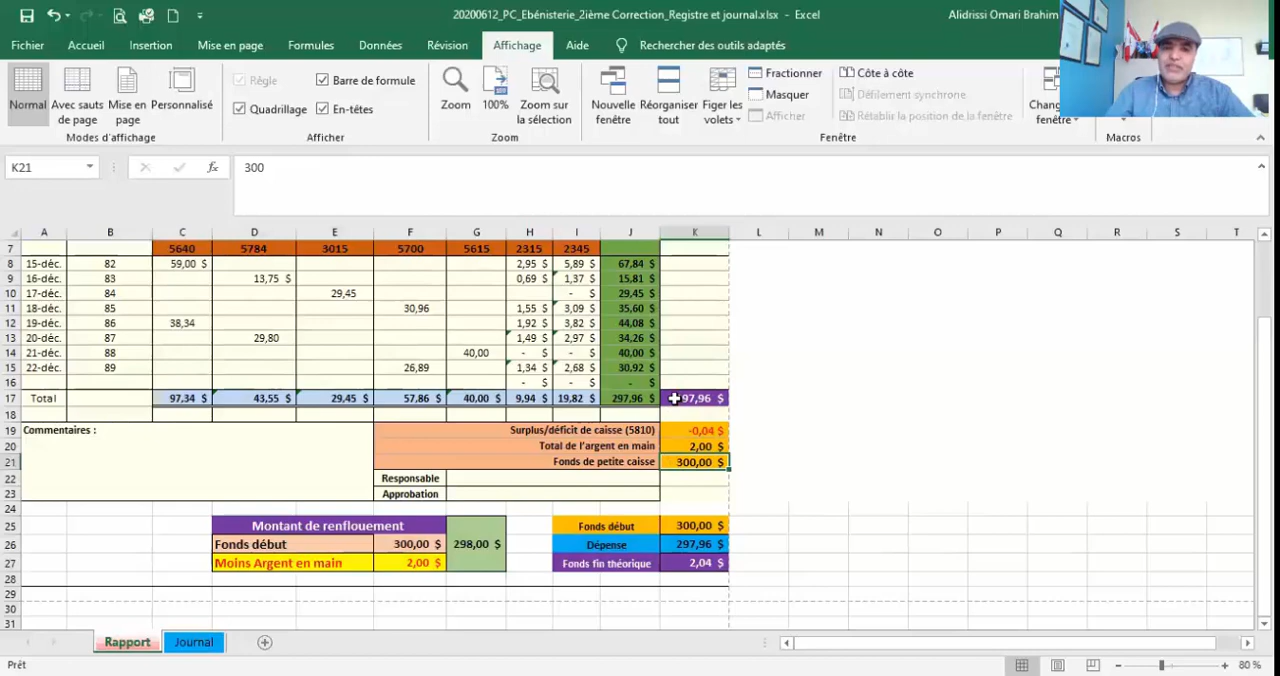 20200612_PC_Ebénisterie_2ième Correction_Registre et journal.xlsx - Excel
Alidrissi Omari Brahim
Fichier Accueil Insertion Mise en page Formules Données Révision Affichage Aide Rechercher des outils adaptés
Normal
Avec sauts de page
Mise en page
Personnalisé
Modes d'affichage
Règle
Barre de formule
Quadrillage
En-têtes
Afficher
Zoom
100%
Zoom sur la sélection
Zoom
Nouvelle fenêtre
Réorganiser tout
Figer les volets
Fractionner
Masquer
Afficher
Côte à côte
Défilement synchrone
Rétablir la position de la fenêtre
Fenêtre
fenêtre
Macros
K21 fx 300
A B C D E F G H I J K L M N O P Q R S T
7 5640 5784 3015 5700 5615 2315 2345
8 15-déc. 82 59,00 $ 2,95 $ 5,89 $ 67,84 $
9 16-déc. 83 13,75 $ 0,69 $ 1,37 $ 15,81 $
10 17-déc. 84 29,45 - $ 29,45 $
11 18-déc. 85 30,96 1,55 $ 3,09 $ 35,60 $
12 19-déc. 86 38,34 1,92 $ 3,82 $ 44,08 $
13 20-déc. 87 29,80 1,49 $ 2,97 $ 34,26 $
14 21-déc. 88 40,00 - $ - $ 40,00 $
15 22-déc. 89 26,89 1,34 $ 2,68 $ 30,92 $
16 - $ - $ - $
17 Total 97,34 $ 43,55 $ 29,45 $ 57,86 $ 40,00 $ 9,94 $ 19,82 $ 297,96 $ 97,96 $
18
19 Commentaires : Surplus/déficit de caisse (5810) -0,04 $
20 Total de l'argent en main 2,00 $
21 Fonds de petite caisse 300,00 $
22 Responsable
23 Approbation
24
25 Montant de renflouement Fonds début 300,00 $
26 Fonds début 300,00 $ 298,00 $ Dépense 297,96 $
27 Moins Argent en main 2,00 $ Fonds fin théorique 2,04 $
28
29
30
31
Rapport Journal
Prêt
80 %